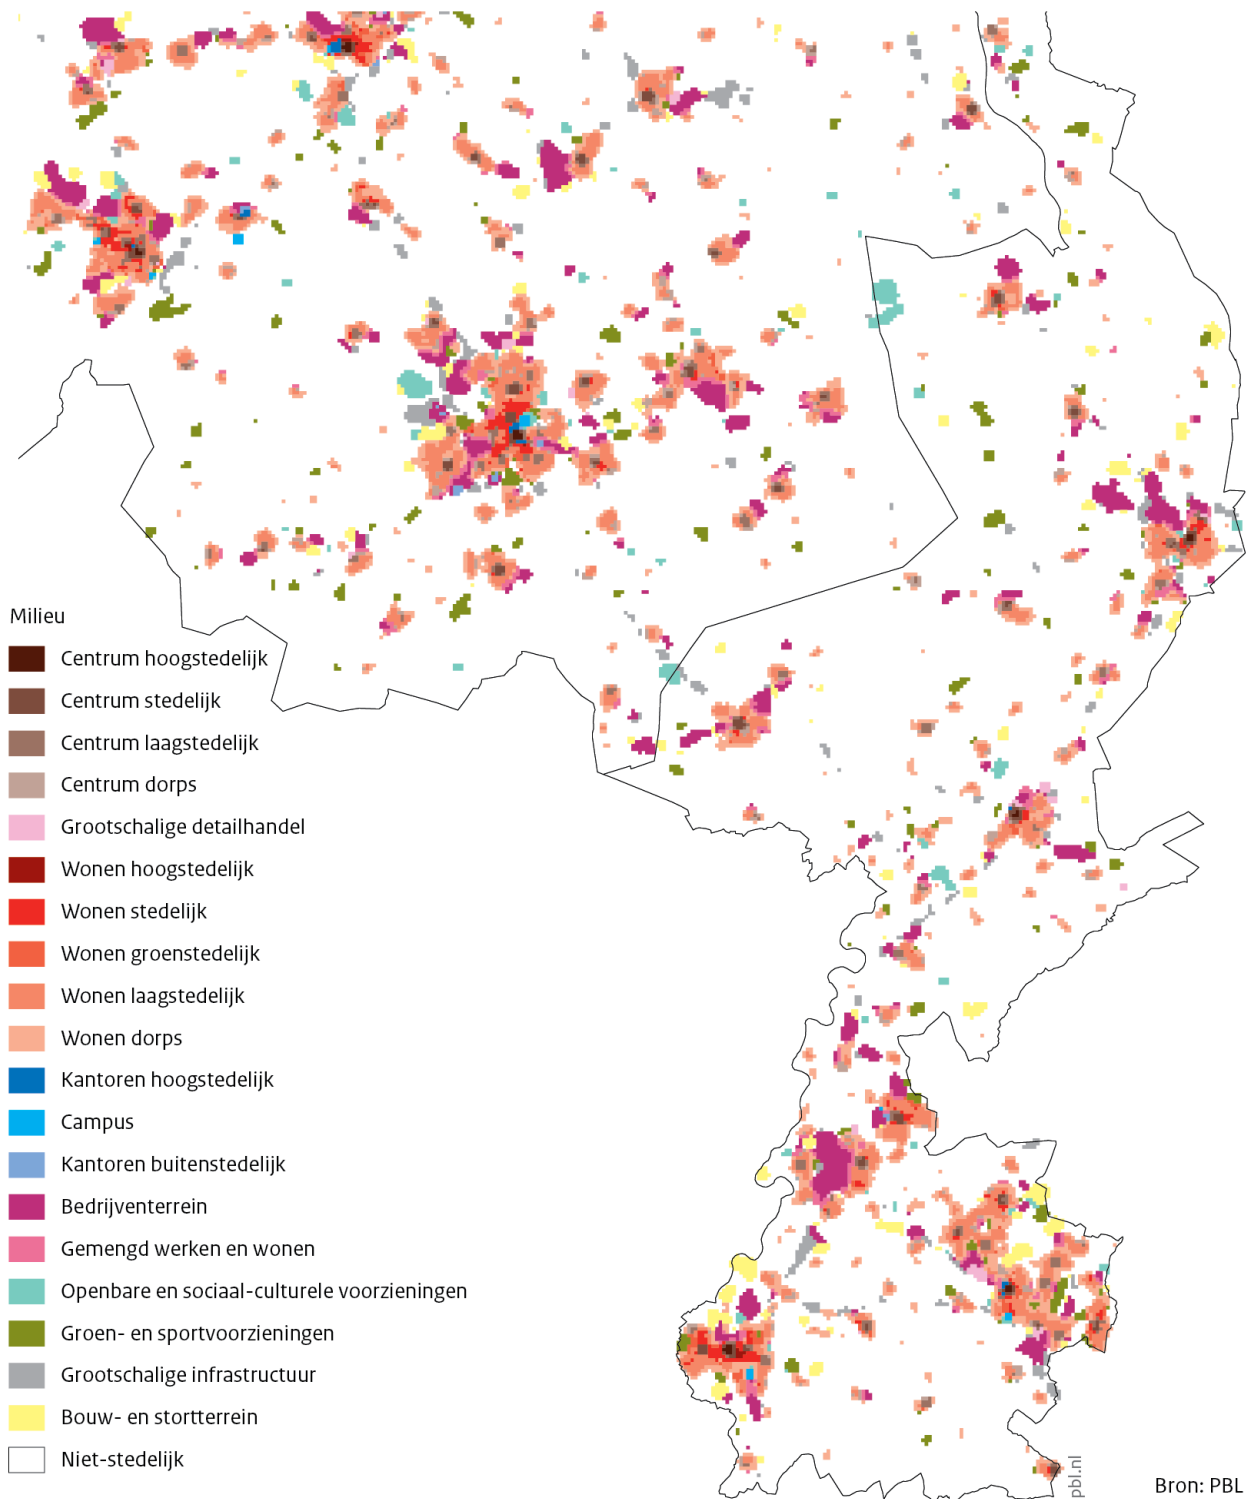 Milieu
Centrum hoogstedelijk
Centrum stedelijk
Centrum laagstedelijk
Centrum dorps
Grootschalige detailhandel
Wonen hoogstedelijk
Wonen stedelijk
Wonen groenstedelijk
Wonen laagstedelijk
Wonen dorps
Kantoren hoogstedelijk
Campus
Kantoren buitenstedelijk
Bedrijventerrein
Gemengd werken en wonen
Openbare en sociaal-culturele voorzieningen
Groen- en sportvoorzieningen
Grootschalige infrastructuur
Bouw- en stortterrein
Niet-stedelijk
pbl.nl
Bron: PBL